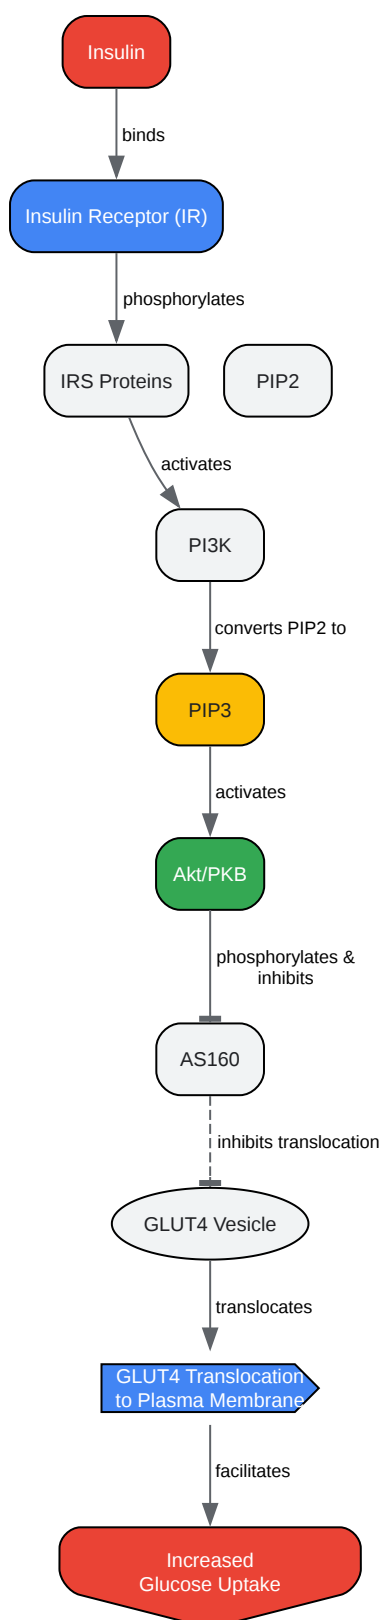 Insulin
binds
Insulin Receptor (IR)
phosphorylates
IRS Proteins
PIP2
activates
PI3K
converts PIP2 to
PIP3
activates
Akt/PKB
phosphorylates &
inhibits
AS160
inhibits translocation
GLUT4 Vesicle
translocates
GLUT4 Translocation
to Plasma Membrane
facilitates
Increased
Glucose Uptake